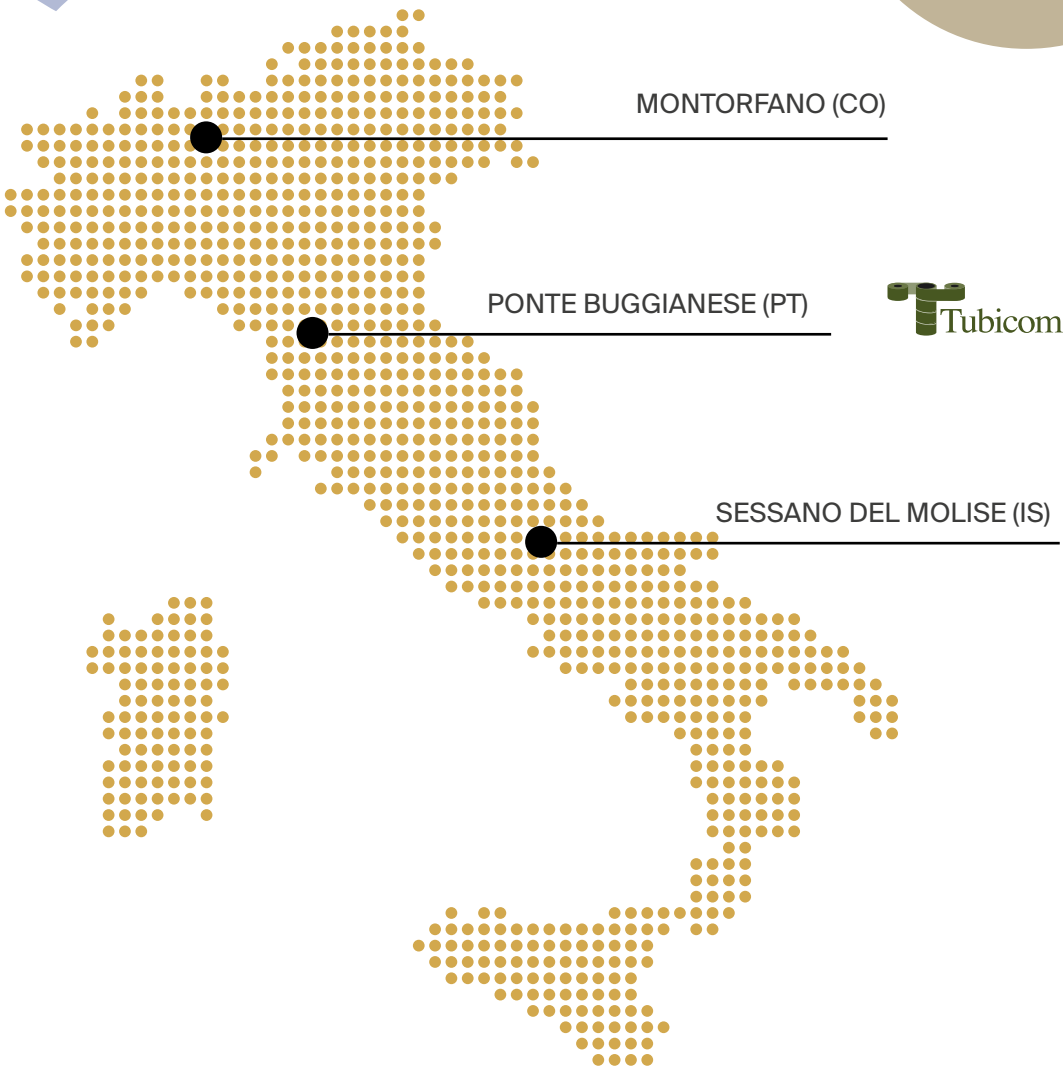 MONTORFANO (CO)
PONTE BUGGIANESE (PT)
Tubicom
SESSANO DEL MOLISE (IS)